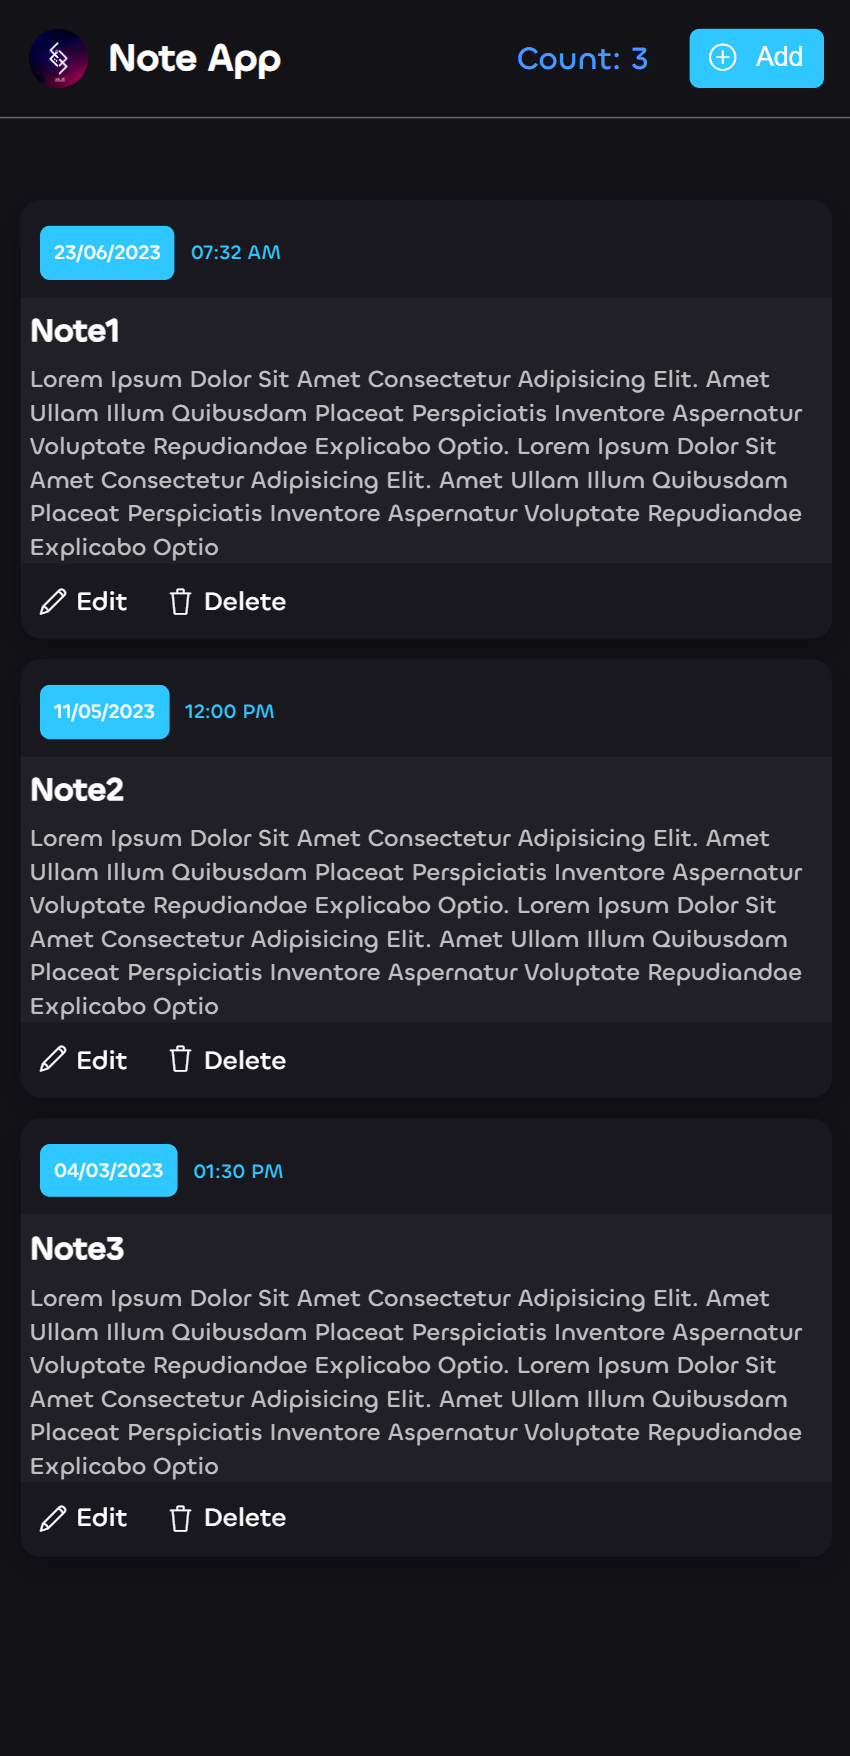 Note App Count: 3 Add
23/06/2023 07:32 AM
Note1
Lorem Ipsum Dolor Sit Amet Consectetur Adipisicing Elit. Amet
Ullam Illum Quibusdam Placeat Perspiciatis Inventore Aspernatur
Voluptate Repudiandae Explicabo Optio. Lorem Ipsum Dolor Sit
Amet Consectetur Adipisicing Elit. Amet Ullam Illum Quibusdam
Placeat Perspiciatis Inventore Aspernatur Voluptate Repudiandae
Explicabo Optio
Edit Delete
11/05/2023 12:00 PM
Note2
Lorem Ipsum Dolor Sit Amet Consectetur Adipisicing Elit. Amet
Ullam Illum Quibusdam Placeat Perspiciatis Inventore Aspernatur
Voluptate Repudiandae Explicabo Optio. Lorem Ipsum Dolor Sit
Amet Consectetur Adipisicing Elit. Amet Ullam Illum Quibusdam
Placeat Perspiciatis Inventore Aspernatur Voluptate Repudiandae
Explicabo Optio
Edit Delete
04/03/2023 01:30 PM
Note3
Lorem Ipsum Dolor Sit Amet Consectetur Adipisicing Elit. Amet
Ullam Illum Quibusdam Placeat Perspiciatis Inventore Aspernatur
Voluptate Repudiandae Explicabo Optio. Lorem Ipsum Dolor Sit
Amet Consectetur Adipisicing Elit. Amet Ullam Illum Quibusdam
Placeat Perspiciatis Inventore Aspernatur Voluptate Repudiandae
Explicabo Optio
Edit Delete